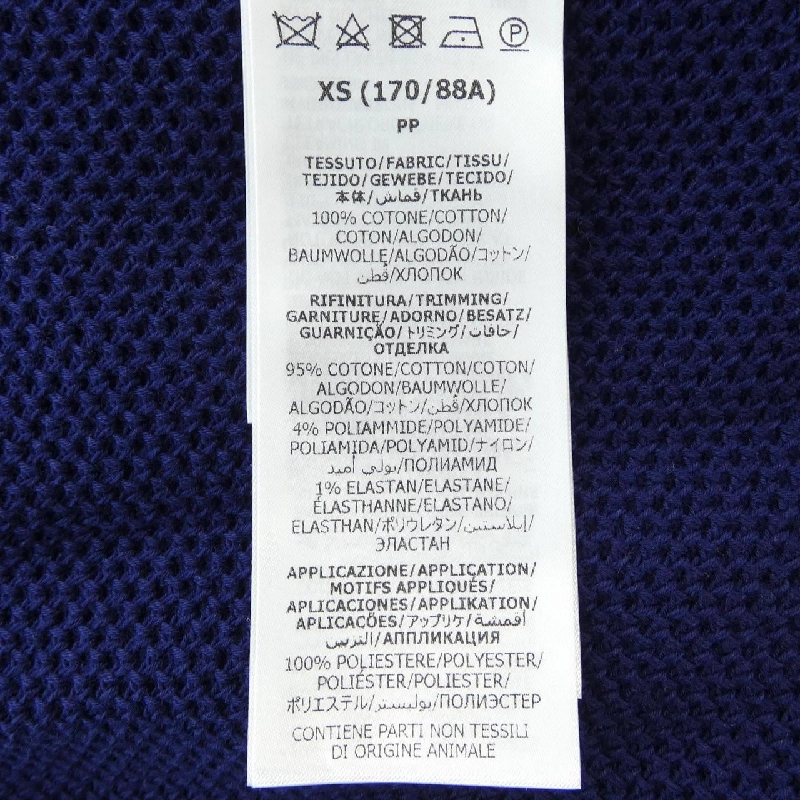 P
XS (170/88A)
PP
TESSUTO/FABRIC/TISSU/
TEJIDO/GEWEBE/TECIDO/
本体/قماش/ТКАНЬ
100% COTONE/COTTON/
COTON/ALGODON/
BAUMWOLLE/ALGODÃO/コットン/
قُطن/ХЛОПОК
RIFINITURA/TRIMMING/
GARNITURE/ADORNO/BESATZ/
GUARNIÇÃO/トリミング/حافات/
ОТДЕЛКА
95% COTONE/COTTON/COTON/
ALGODON/BAUMWOLLE/
ALGODÃO/コットン/قُطن/ХЛОПОК
4% POLIAMMIDE/POLYAMIDE/
POLIAMIDA/POLYAMID/ナイロン/
بولي أميد/ПОЛИАМИД
1% ELASTAN/ELASTANE/
ÉLASTHANNE/ELASTANO/
ELASTHAN/ポリウレタン/إيلاستين/
ЭЛАСТАН
APPLICAZIONE/APPLICATION/
MOTIFS APPLIQUÉS/
APLICACIONES/APPLIKATION/
APLICACÕES/アップリケ/أقمشة
التزيين/АППЛИКАЦИЯ
100% POLIESTERE/POLYESTER/
POLIÉSTER/POLIESTER/
ポリエステル/بوليستر/ПОЛИЭСТЕР
CONTIENE PARTI NON TESSILI
DI ORIGINE ANIMALE